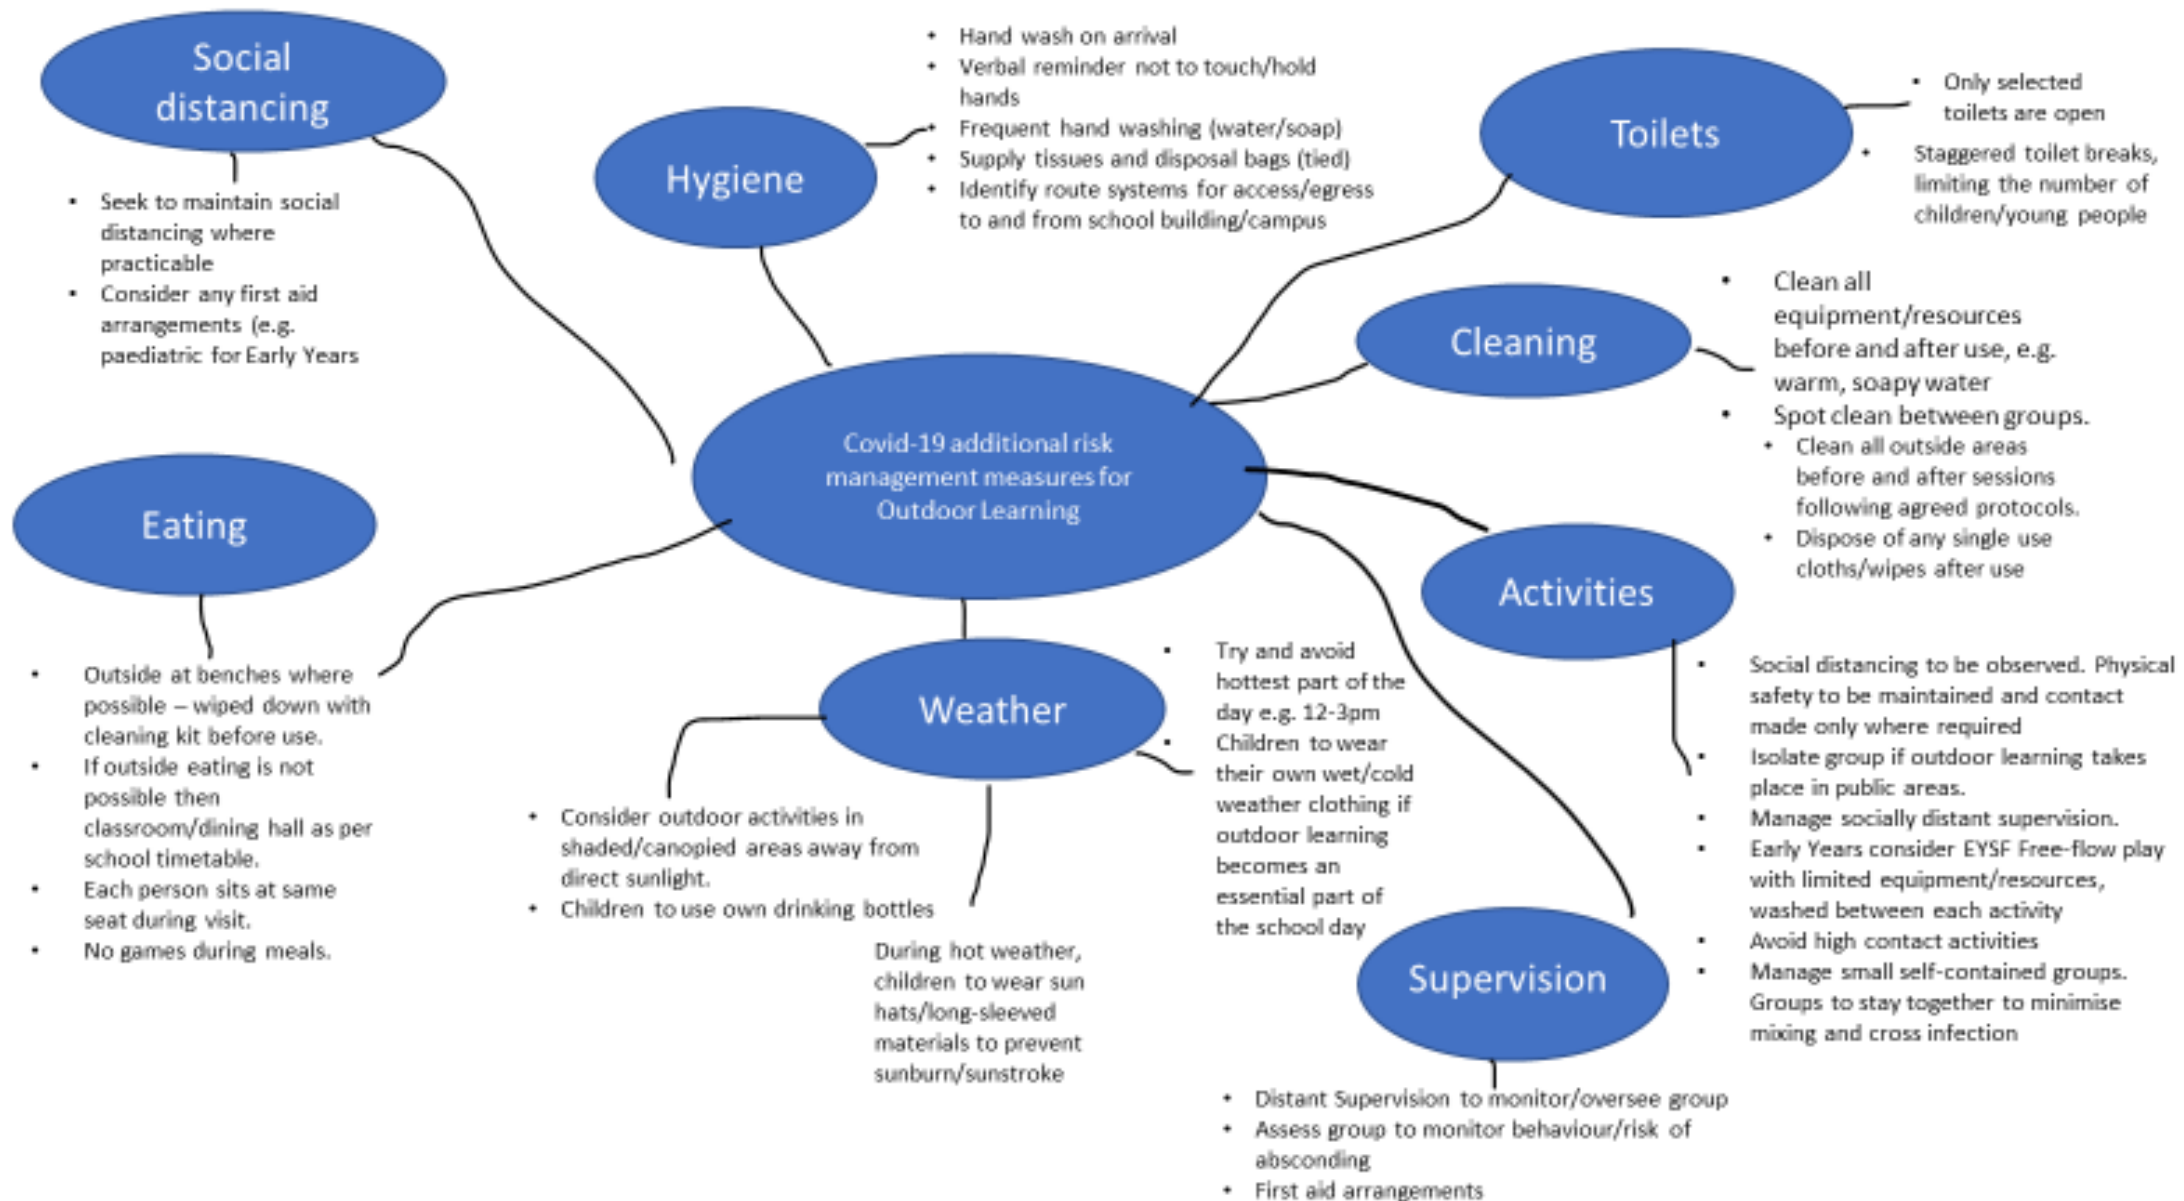 Social
distancing
• Seek to maintain social
distancing where
practicable
• Consider any first aid
arrangements (e.g.
paediatric for Early Years
Hygiene
• Hand wash on arrival
• Verbal reminder not to touch/hold
hands
• Frequent hand washing (water/soap)
• Supply tissues and disposal bags (tied)
• Identify route systems for access/egress
to and from school building/campus
Toilets
• Only selected
toilets are open
• Staggered toilet breaks,
limiting the number of
children/young people
Cleaning
• Clean all
equipment/resources
before and after use, e.g.
warm, soapy water
• Spot clean between groups.
• Clean all outside areas
before and after sessions
following agreed protocols.
• Dispose of any single use
cloths/wipes after use
Covid-19 additional risk
management measures for
Outdoor Learning
Eating
• Outside at benches where
possible – wiped down with
cleaning kit before use.
• If outside eating is not
possible then
classroom/dining hall as per
school timetable.
• Each person sits at same
seat during visit.
• No games during meals.
Weather
• Consider outdoor activities in
shaded/canopied areas away from
direct sunlight.
• Children to use own drinking bottles
During hot weather,
children to wear sun
hats/long-sleeved
materials to prevent
sunburn/sunstroke
• Try and avoid
hottest part of the
day e.g. 12-3pm
• Children to wear
their own wet/cold
weather clothing if
outdoor learning
becomes an
essential part of
the school day
Activities
• Social distancing to be observed. Physical
safety to be maintained and contact
made only where required
• Isolate group if outdoor learning takes
place in public areas.
• Manage socially distant supervision.
• Early Years consider EYSF Free-flow play
with limited equipment/resources,
washed between each activity
• Avoid high contact activities
• Manage small self-contained groups.
Groups to stay together to minimise
mixing and cross infection
Supervision
• Distant Supervision to monitor/oversee group
• Assess group to monitor behaviour/risk of
absconding
• First aid arrangements